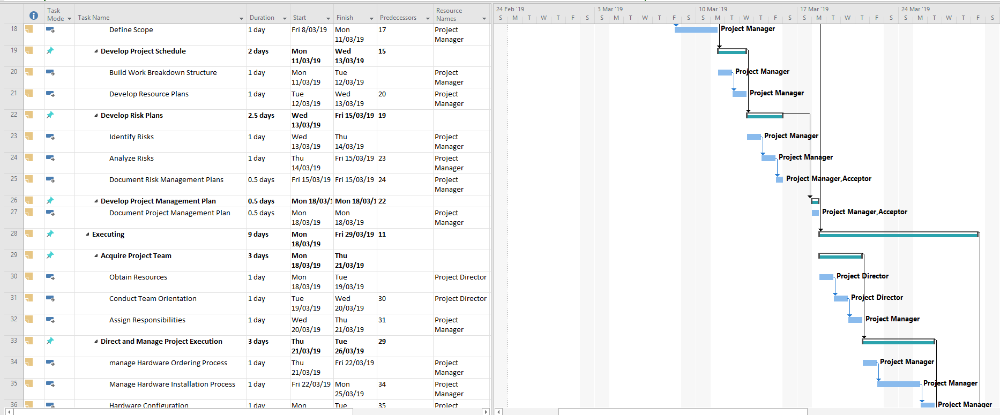 Task Mode	Task Name	Duration	Start	Finish	Predecessors	Resource Names
18	Define Scope	1 day	Fri 8/03/19	Mon 11/03/19	17	Project Manager
19	Develop Project Schedule	2 days	Mon 11/03/19	Wed 13/03/19	15
20	Build Work Breakdown Structure	1 day	Mon 11/03/19	Tue 12/03/19	Project Manager
21	Develop Resource Plans	1 day	Tue 12/03/19	Wed 13/03/19	20	Project Manager
22	Develop Risk Plans	2.5 days	Wed 13/03/19	Fri 15/03/19	19
23	Identify Risks	1 day	Wed 13/03/19	Thu 14/03/19	Project Manager
24	Analyze Risks	1 day	Thu 14/03/19	Fri 15/03/19	23	Project Manager
25	Document Risk Management Plans	0.5 days	Fri 15/03/19	Fri 15/03/19	24	Project Manager
26	Develop Project Management Plan	0.5 days	Mon 18/03/1	Mon 18/03/1	22
27	Document Project Management Plan	0.5 days	Mon 18/03/19	Mon 18/03/19	Project Manager
28	Executing	9 days	Mon 18/03/19	Fri 29/03/19	11
29	Acquire Project Team	3 days	Mon 18/03/19	Thu 21/03/19
30	Obtain Resources	1 day	Mon 18/03/19	Tue 19/03/19	Project Director
31	Conduct Team Orientation	1 day	Tue 19/03/19	Wed 20/03/19	30	Project Director
32	Assign Responsibilities	1 day	Wed 20/03/19	Thu 21/03/19	31	Project Manager
33	Direct and Manage Project Execution	3 days	Thu 21/03/19	Tue 26/03/19	29
34	manage Hardware Ordering Process	1 day	Thu 21/03/19	Fri 22/03/19	Project Manager
35	Manage Hardware Installation Process	1 day	Fri 22/03/19	Mon 25/03/19	34	Project Manager
36	Hardware Configuration	1 day	Mon	Tue	35	Project
24 Feb '19	3 Mar '19	10 Mar '19	17 Mar '19	24 Mar '19
S M T W T F S S M T W T F S S M T W T F S S M T W T F S S M T W T F S
Project Manager
Project Manager
Project Manager
Project Manager
Project Manager
Project Manager,Acceptor
Project Manager,Acceptor
Project Director
Project Director
Project Manager
Project Manager
Project Manager
Project Manager